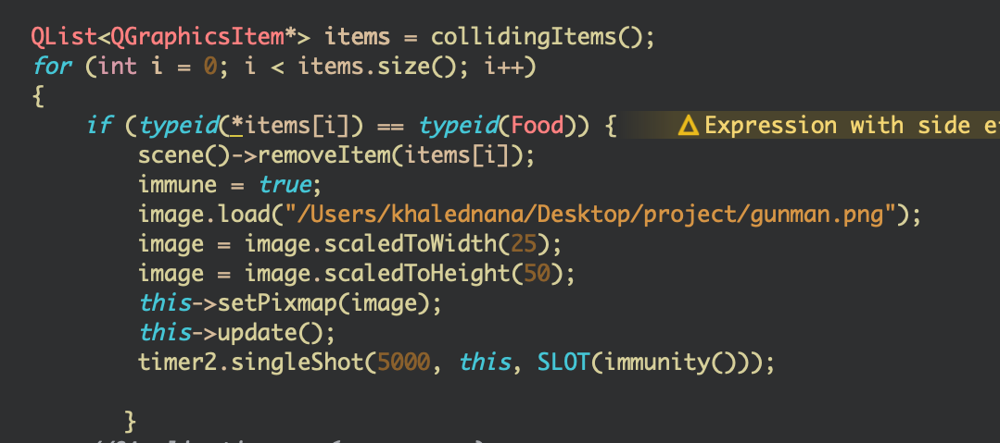 QList<QGraphicsItem*> items = collidingItems();
for (int i = 0; i < items.size(); i++)
{
if (typeid(*items[i]) == typeid(Food)) { Expression with side
scene()->removeItem(items[i]);
immune = true;
image.load("/Users/khalednana/Desktop/project/gunman.png");
image = image.scaledToWidth(25);
image = image.scaledToHeight(50);
this->setPixmap(image);
this->update();
timer2.singleShot(5000, this, SLOT(immunity()));
}